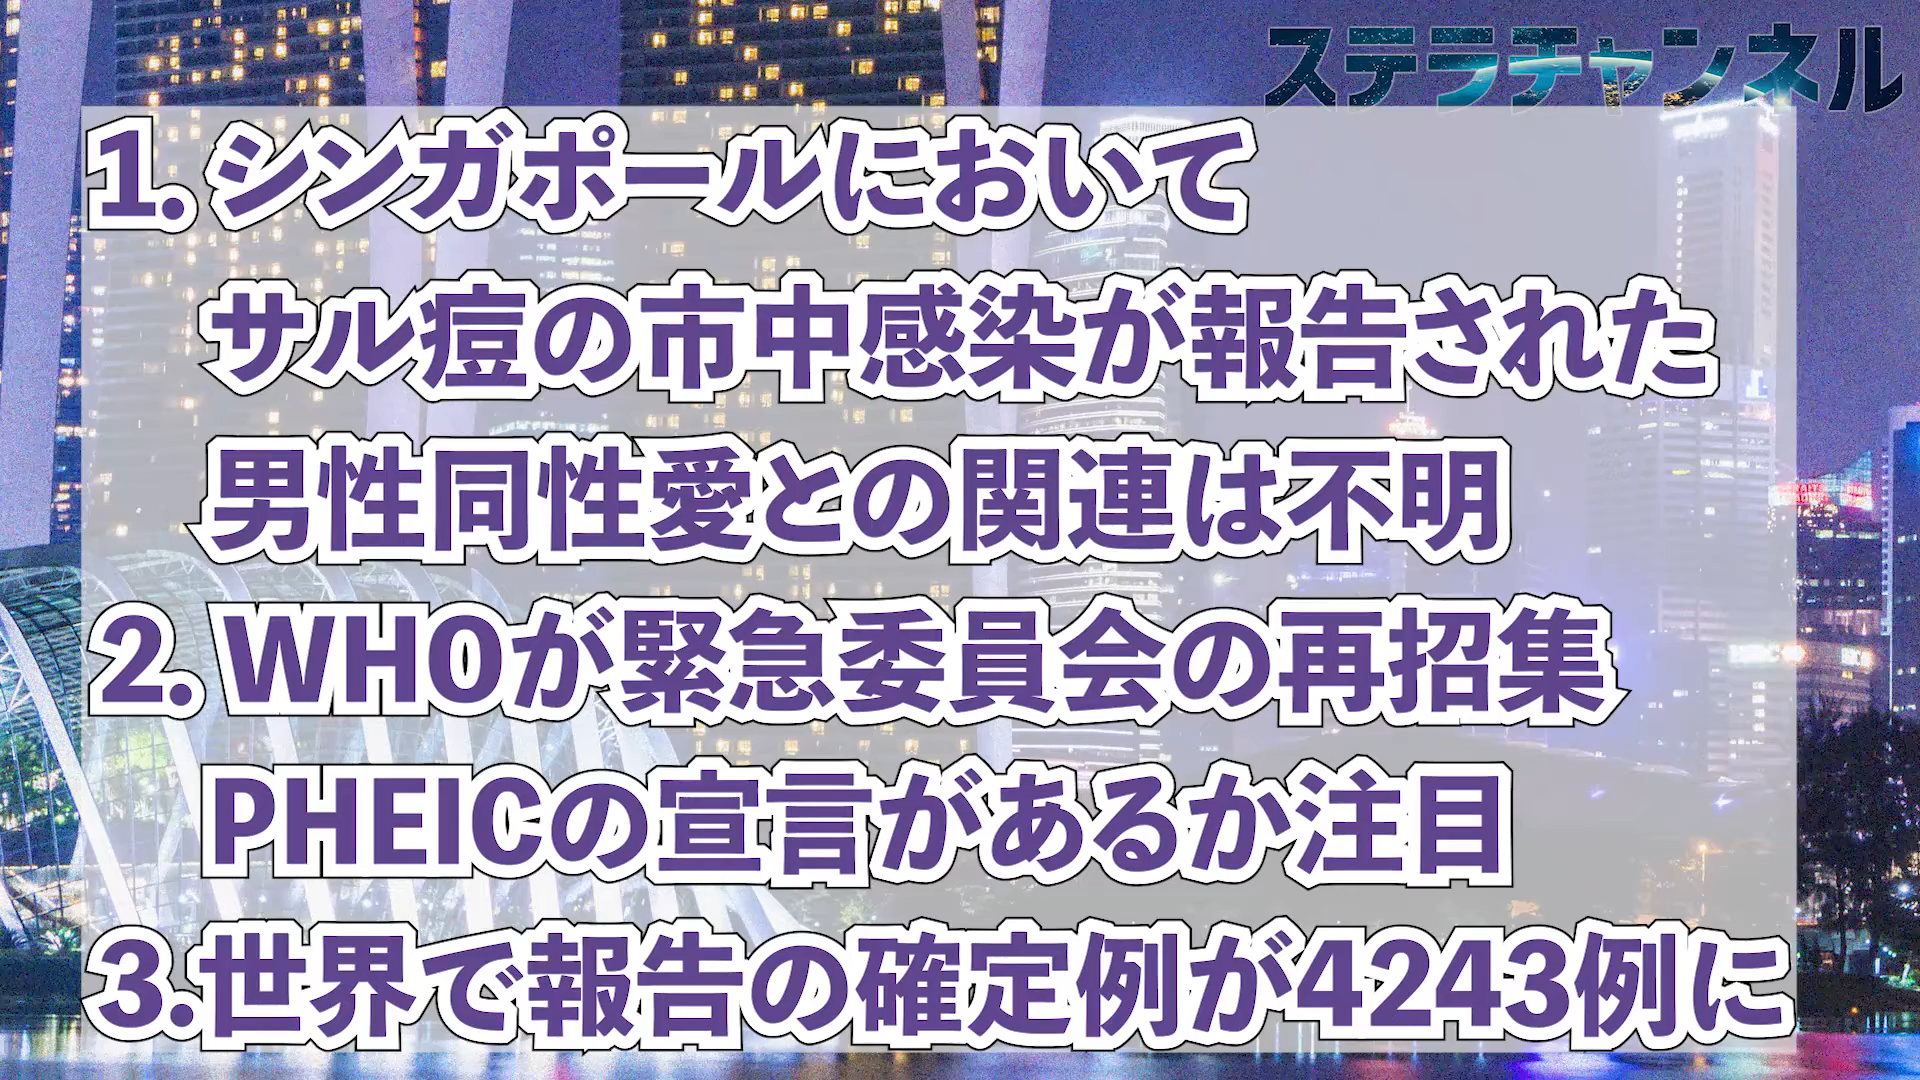 ステラチャンネル
1. シンガポールにおいて
サル痘の市中感染が報告された
男性同性愛との関連は不明
2. WHOが緊急委員会の再招集
PHEICの宣言があるか注目
3.世界で報告の確定例が4243例に